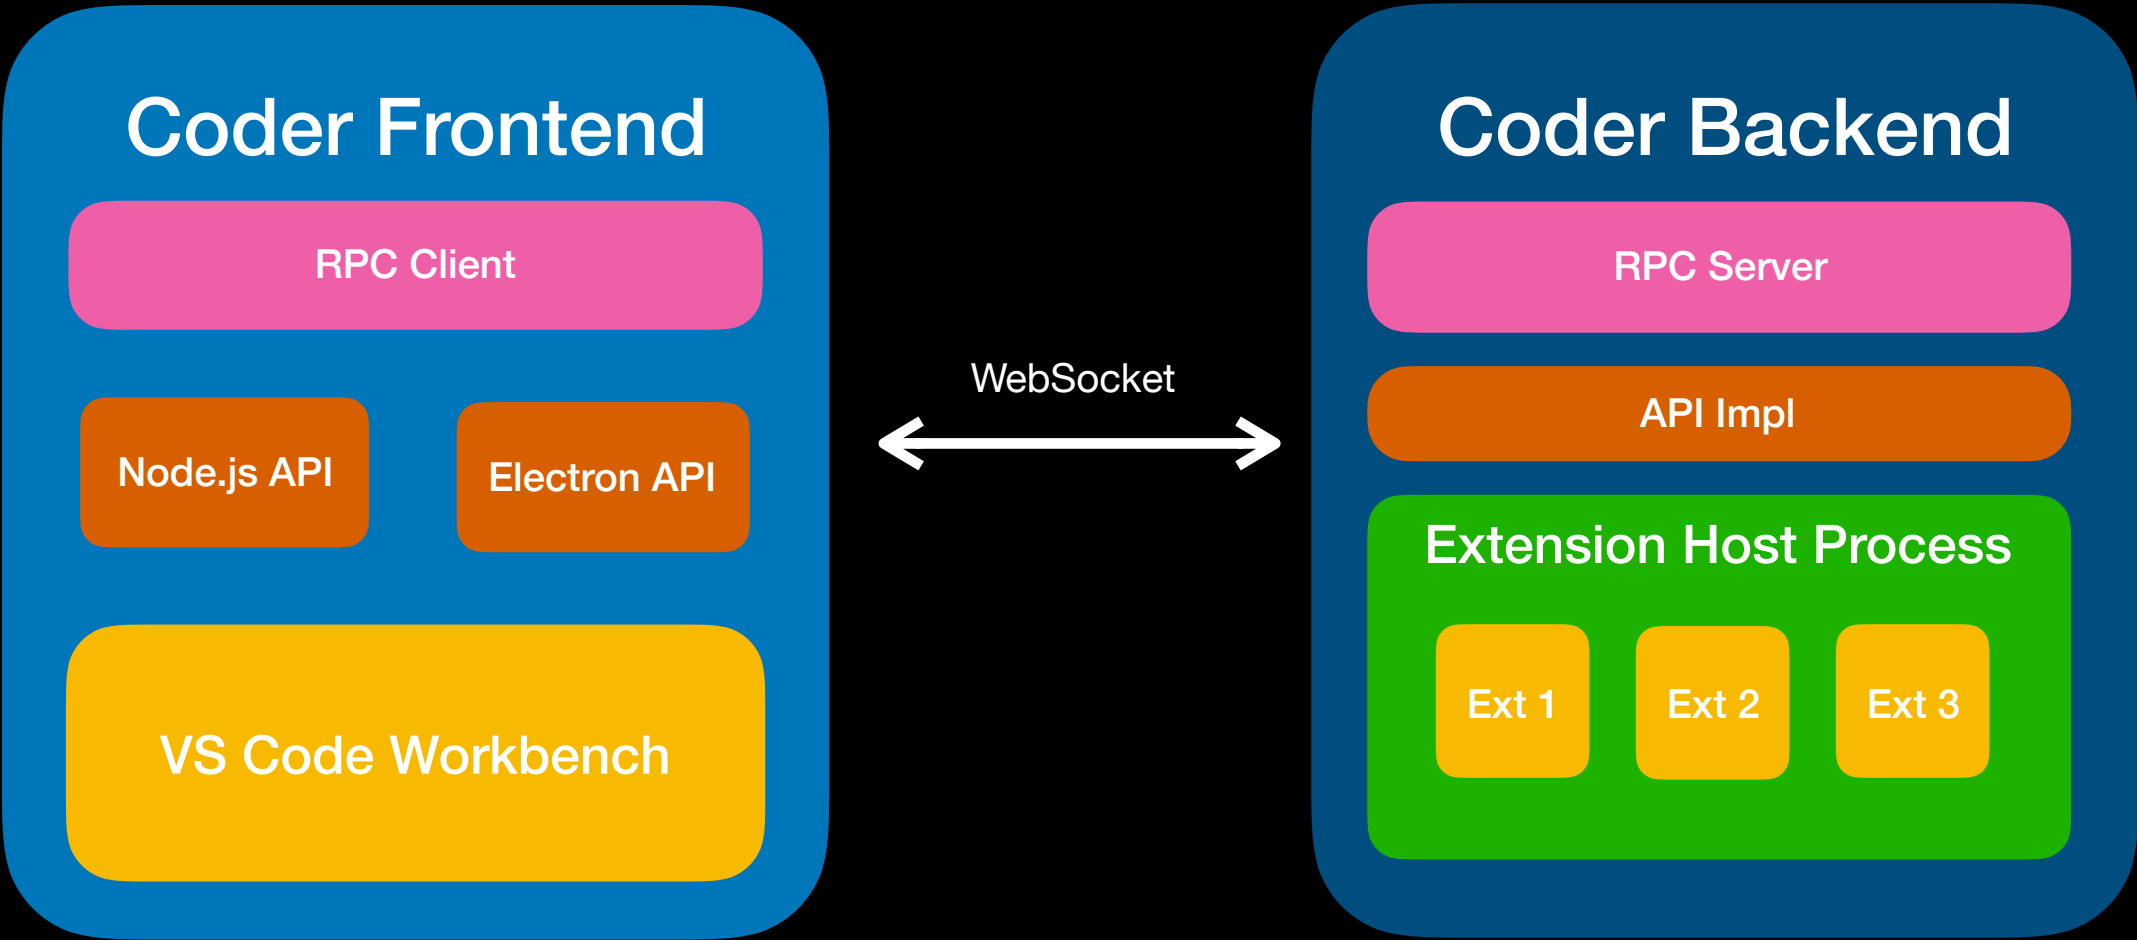 Coder Frontend
RPC Client
Node.js API
Electron API
VS Code Workbench
WebSocket
Coder Backend
RPC Server
API Impl
Extension Host Process
Ext 1
Ext 2
Ext 3